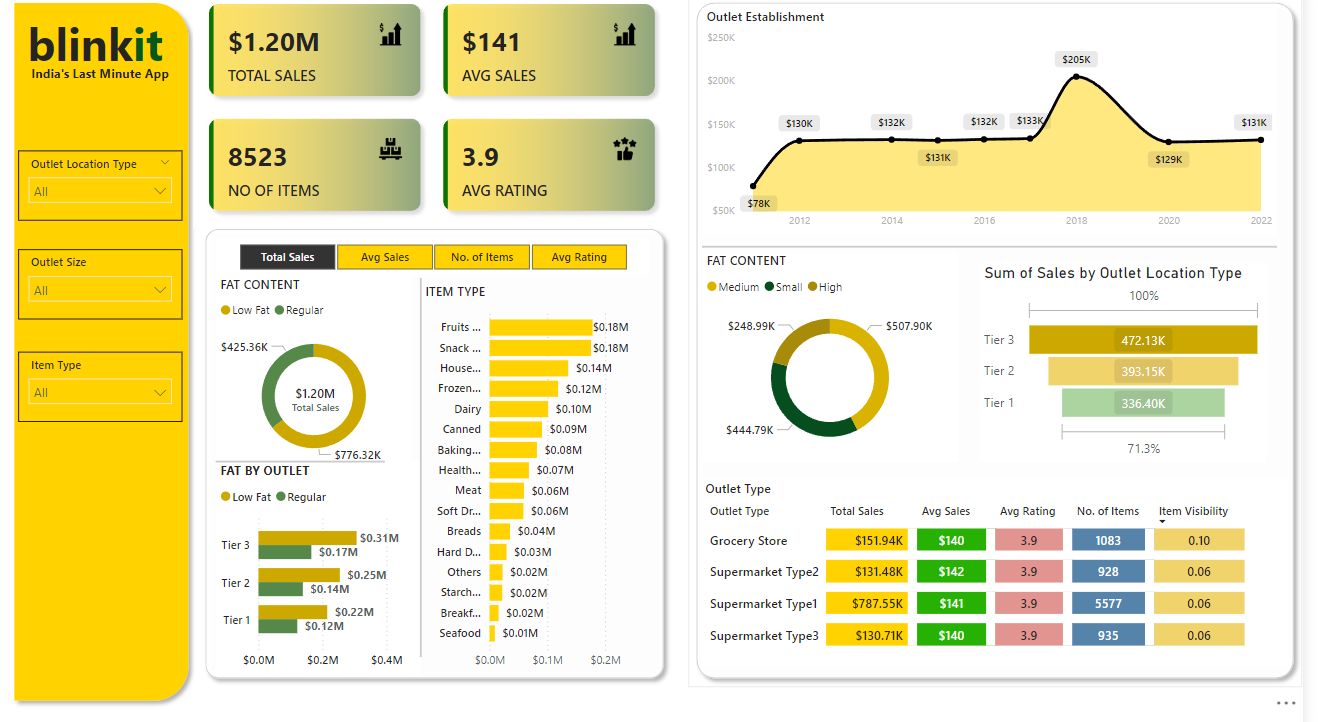 blinkit
India's Last Minute App
Outlet Location Type
All
Outlet Size
All
Item Type
All
$1.20M
TOTAL SALES
$141
AVG SALES
8523
NO OF ITEMS
3.9
AVG RATING
Total Sales
Avg Sales
No. of Items
Avg Rating
FAT CONTENT
Low Fat
Regular
$425.36K
$1.20M
Total Sales
$776.32K
FAT BY OUTLET
Low Fat
Regular
Tier 3
$0.31M
$0.17M
Tier 2
$0.25M
$0.14M
Tier 1
$0.22M
$0.12M
$0.0M $0.2M $0.4M
ITEM TYPE
Fruits ... $0.18M
Snack ... $0.18M
House... $0.14M
Frozen... $0.12M
Dairy $0.10M
Canned $0.09M
Baking... $0.08M
Health... $0.07M
Meat $0.06M
Soft Dr... $0.06M
Breads $0.04M
Hard D... $0.03M
Others $0.02M
Starch... $0.02M
Breakf... $0.02M
Seafood $0.01M
$0.0M $0.1M $0.2M
Outlet Establishment
$250K
$200K
$150K
$100K
$50K
$78K
$130K
$132K
$131K
$132K
$133K
$205K
$129K
$131K
2012 2014 2016 2018 2020 2022
FAT CONTENT
Medium
Small
High
$248.99K
$507.90K
$444.79K
Sum of Sales by Outlet Location Type
100%
Tier 3 472.13K
Tier 2 393.15K
Tier 1 336.40K
71.3%
Outlet Type
Outlet Type Total Sales Avg Sales Avg Rating No. of Items Item Visibility
Grocery Store $151.94K $140 3.9 1083 0.10
Supermarket Type2 $131.48K $142 3.9 928 0.06
Supermarket Type1 $787.55K $141 3.9 5577 0.06
Supermarket Type3 $130.71K $140 3.9 935 0.06